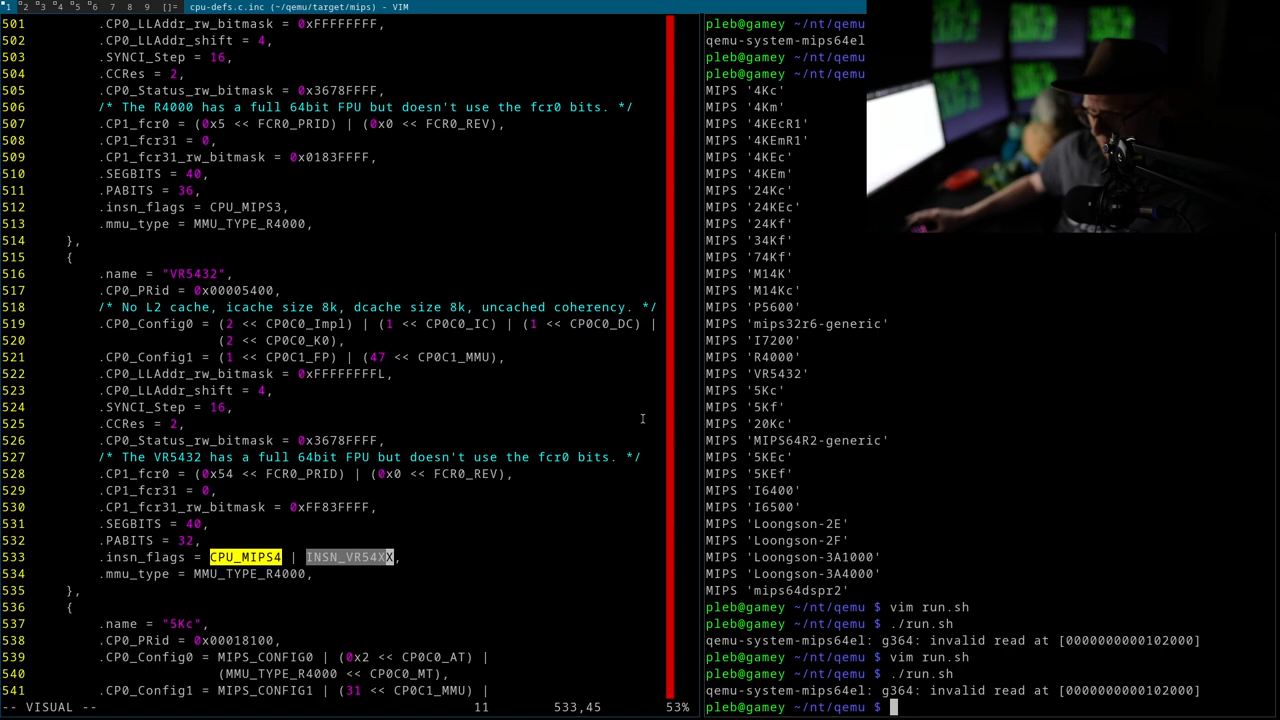 1 2 3 4 5 6 7 8 9 []= cpu-defs.c.inc (~/qemu/target/mips) - VIM
501 .CP0_LLAddr_rw_bitmask = 0xFFFFFFFF,
502 .CP0_LLAddr_shift = 4,
503 .SYNCI_Step = 16,
504 .CCRes = 2,
505 .CP0_Status_rw_bitmask = 0x3678FFFF,
506 /* The R4000 has a full 64bit FPU but doesn't use the fcr0 bits. */
507 .CP1_fcr0 = (0x5 << FCR0_PRID) | (0x0 << FCR0_REV),
508 .CP1_fcr31 = 0,
509 .CP1_fcr31_rw_bitmask = 0x0183FFFF,
510 .SEGBITS = 40,
511 .PABITS = 36,
512 .insn_flags = CPU_MIPS3,
513 .mmu_type = MMU_TYPE_R4000,
514 },
515 {
516 .name = "VR5432",
517 .CP0_PRid = 0x00005400,
518 /* No L2 cache, icache size 8k, dcache size 8k, uncached coherency. */
519 .CP0_Config0 = (2 << CP0C0_Impl) | (1 << CP0C0_IC) | (1 << CP0C0_DC) |
520 (2 << CP0C0_K0),
521 .CP0_Config1 = (1 << CP0C1_FP) | (47 << CP0C1_MMU),
522 .CP0_LLAddr_rw_bitmask = 0xFFFFFFFFL,
523 .CP0_LLAddr_shift = 4,
524 .SYNCI_Step = 16,
525 .CCRes = 2,
526 .CP0_Status_rw_bitmask = 0x3678FFFF,
527 /* The VR5432 has a full 64bit FPU but doesn't use the fcr0 bits. */
528 .CP1_fcr0 = (0x54 << FCR0_PRID) | (0x0 << FCR0_REV),
529 .CP1_fcr31 = 0,
530 .CP1_fcr31_rw_bitmask = 0xFF83FFFF,
531 .SEGBITS = 40,
532 .PABITS = 32,
533 .insn_flags = CPU_MIPS4 | INSN_VR54XX,
534 .mmu_type = MMU_TYPE_R4000,
535 },
536 {
537 .name = "5Kc",
538 .CP0_PRid = 0x00018100,
539 .CP0_Config0 = MIPS_CONFIG0 | (0x2 << CP0C0_AT) |
540 (MMU_TYPE_R4000 << CP0C0_MT),
541 .CP0_Config1 = MIPS_CONFIG1 | (31 << CP0C1_MMU) |
-- VISUAL -- 11 533,45 53%
pleb@gamey ~/nt/qemu
qemu-system-mips64el
pleb@gamey ~/nt/qemu
pleb@gamey ~/nt/qemu
MIPS '4Kc'
MIPS '4Km'
MIPS '4KEcR1'
MIPS '4KEmR1'
MIPS '4KEc'
MIPS '4KEm'
MIPS '24Kc'
MIPS '24KEc'
MIPS '24Kf'
MIPS '34Kf'
MIPS '74Kf'
MIPS 'M14K'
MIPS 'M14Kc'
MIPS 'P5600'
MIPS 'mips32r6-generic'
MIPS 'I7200'
MIPS 'R4000'
MIPS 'VR5432'
MIPS '5Kc'
MIPS '5Kf'
MIPS '20Kc'
MIPS 'MIPS64R2-generic'
MIPS '5KEc'
MIPS '5KEf'
MIPS 'I6400'
MIPS 'I6500'
MIPS 'Loongson-2E'
MIPS 'Loongson-2F'
MIPS 'Loongson-3A1000'
MIPS 'Loongson-3A4000'
MIPS 'mips64dspr2'
pleb@gamey ~/nt/qemu $ vim run.sh
pleb@gamey ~/nt/qemu $ ./run.sh
qemu-system-mips64el: g364: invalid read at [0000000000102000]
pleb@gamey ~/nt/qemu $ vim run.sh
pleb@gamey ~/nt/qemu $ ./run.sh
qemu-system-mips64el: g364: invalid read at [0000000000102000]
pleb@gamey ~/nt/qemu $